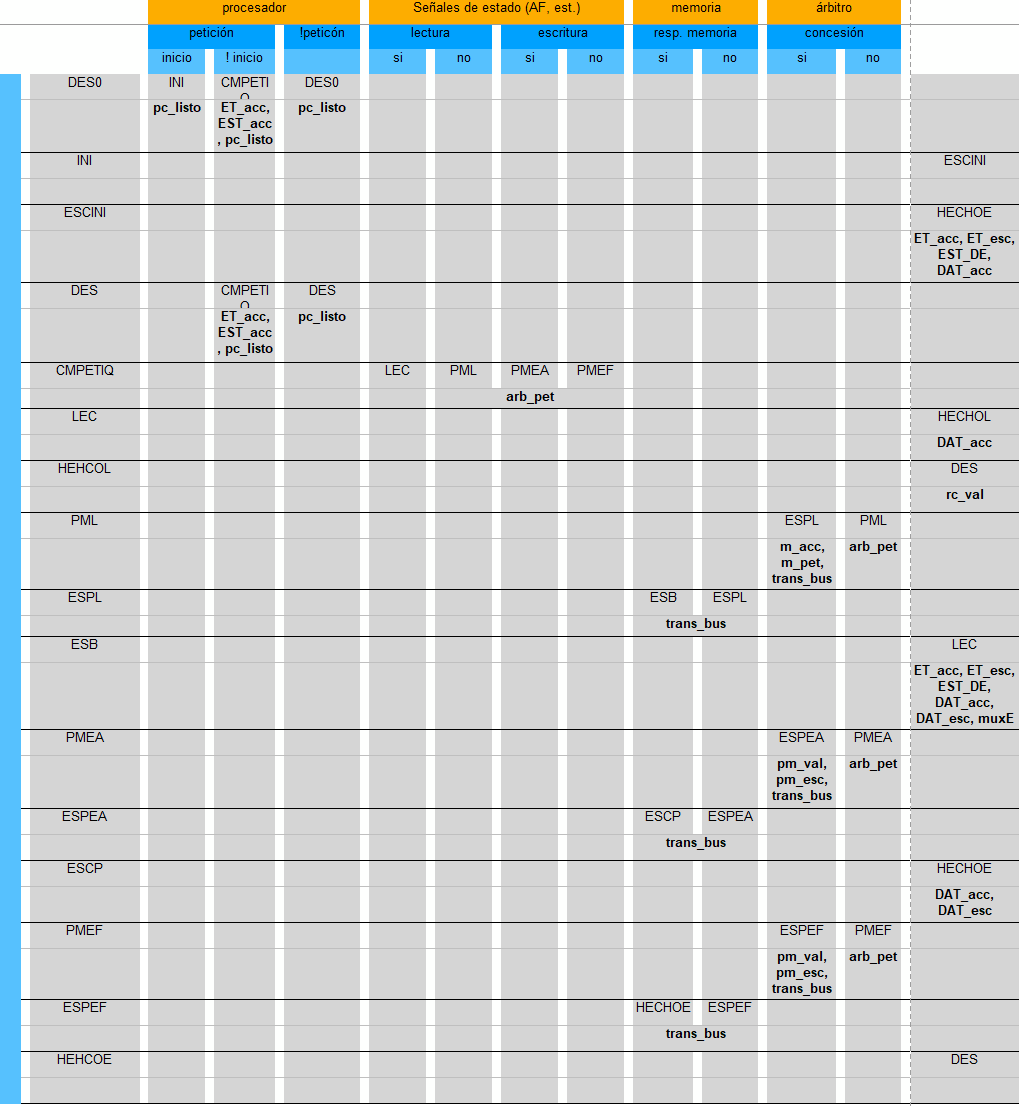 procesador Señales de estado (AF, est.) memoria árbitro
petición !peticón lectura escritura resp. memoria concesión
inicio ! inicio si no si no si no si no
DES0 INI CMPETI DES0
Q
pc_listo ET_acc, pc_listo
EST_acc
, pc_listo
INI ESCINI
ESCINI HECHOE
ET_acc, ET_esc,
EST_DE,
DAT_acc
DES CMPETI DES
Q
ET_acc, pc_listo
EST_acc
, pc_listo
CMPETIQ LEC PML PMEA PMEF
arb_pet
LEC HECHOL
DAT_acc
HEHCOL DES
rc_val
PML ESPL PML
m_acc, arb_pet
m_pet,
trans_bus
ESPL ESB ESPL
trans_bus
ESB LEC
ET_acc, ET_esc,
EST_DE,
DAT_acc,
DAT_esc, muxE
PMEA ESPEA PMEA
pm_val, arb_pet
pm_esc,
trans_bus
ESPEA ESCP ESPEA
trans_bus
ESCP HECHOE
DAT_acc,
DAT_esc
PMEF ESPEF PMEF
pm_val, arb_pet
pm_esc,
trans_bus
ESPEF HECHOE ESPEF
trans_bus
HEHCOE DES